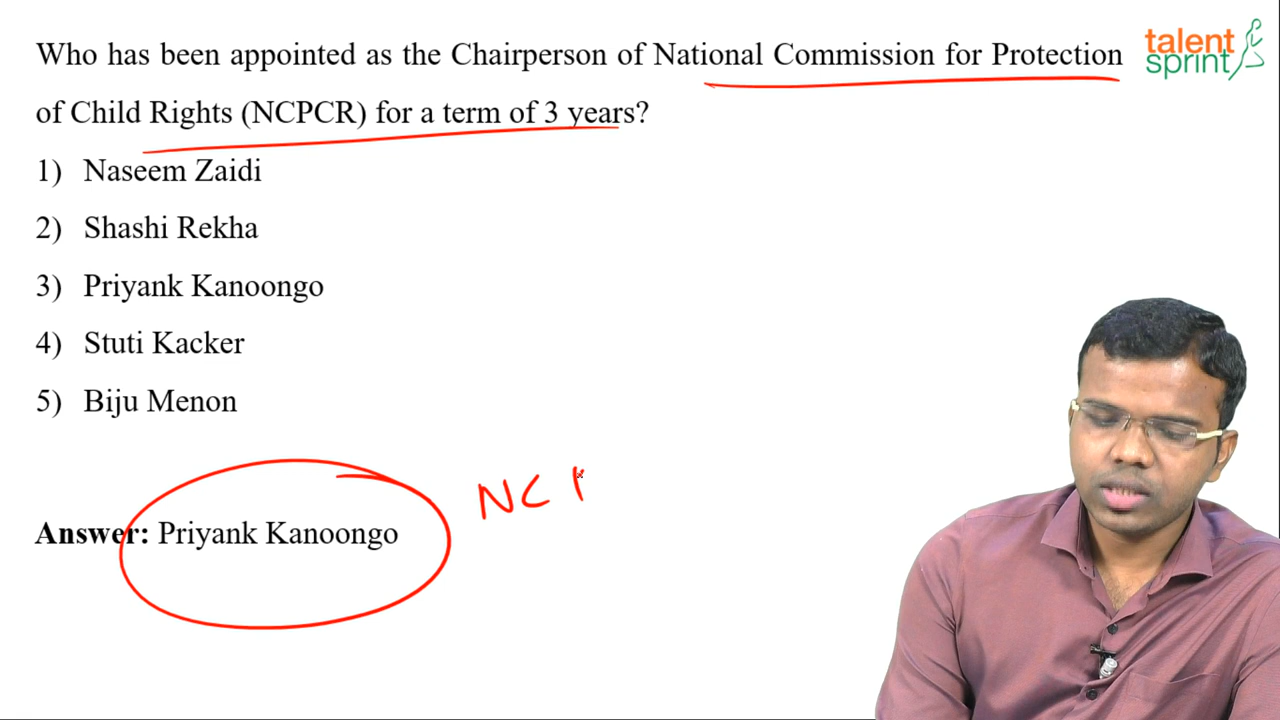 Who has been appointed as the Chairperson of National Commission for Protection
of Child Rights (NCPCR) for a term of 3 years?
1) Naseem Zaidi
2) Shashi Rekha
3) Priyank Kanoongo
4) Stuti Kacker
5) Biju Menon
Answer: Priyank Kanoongo
NC
talent
sprint